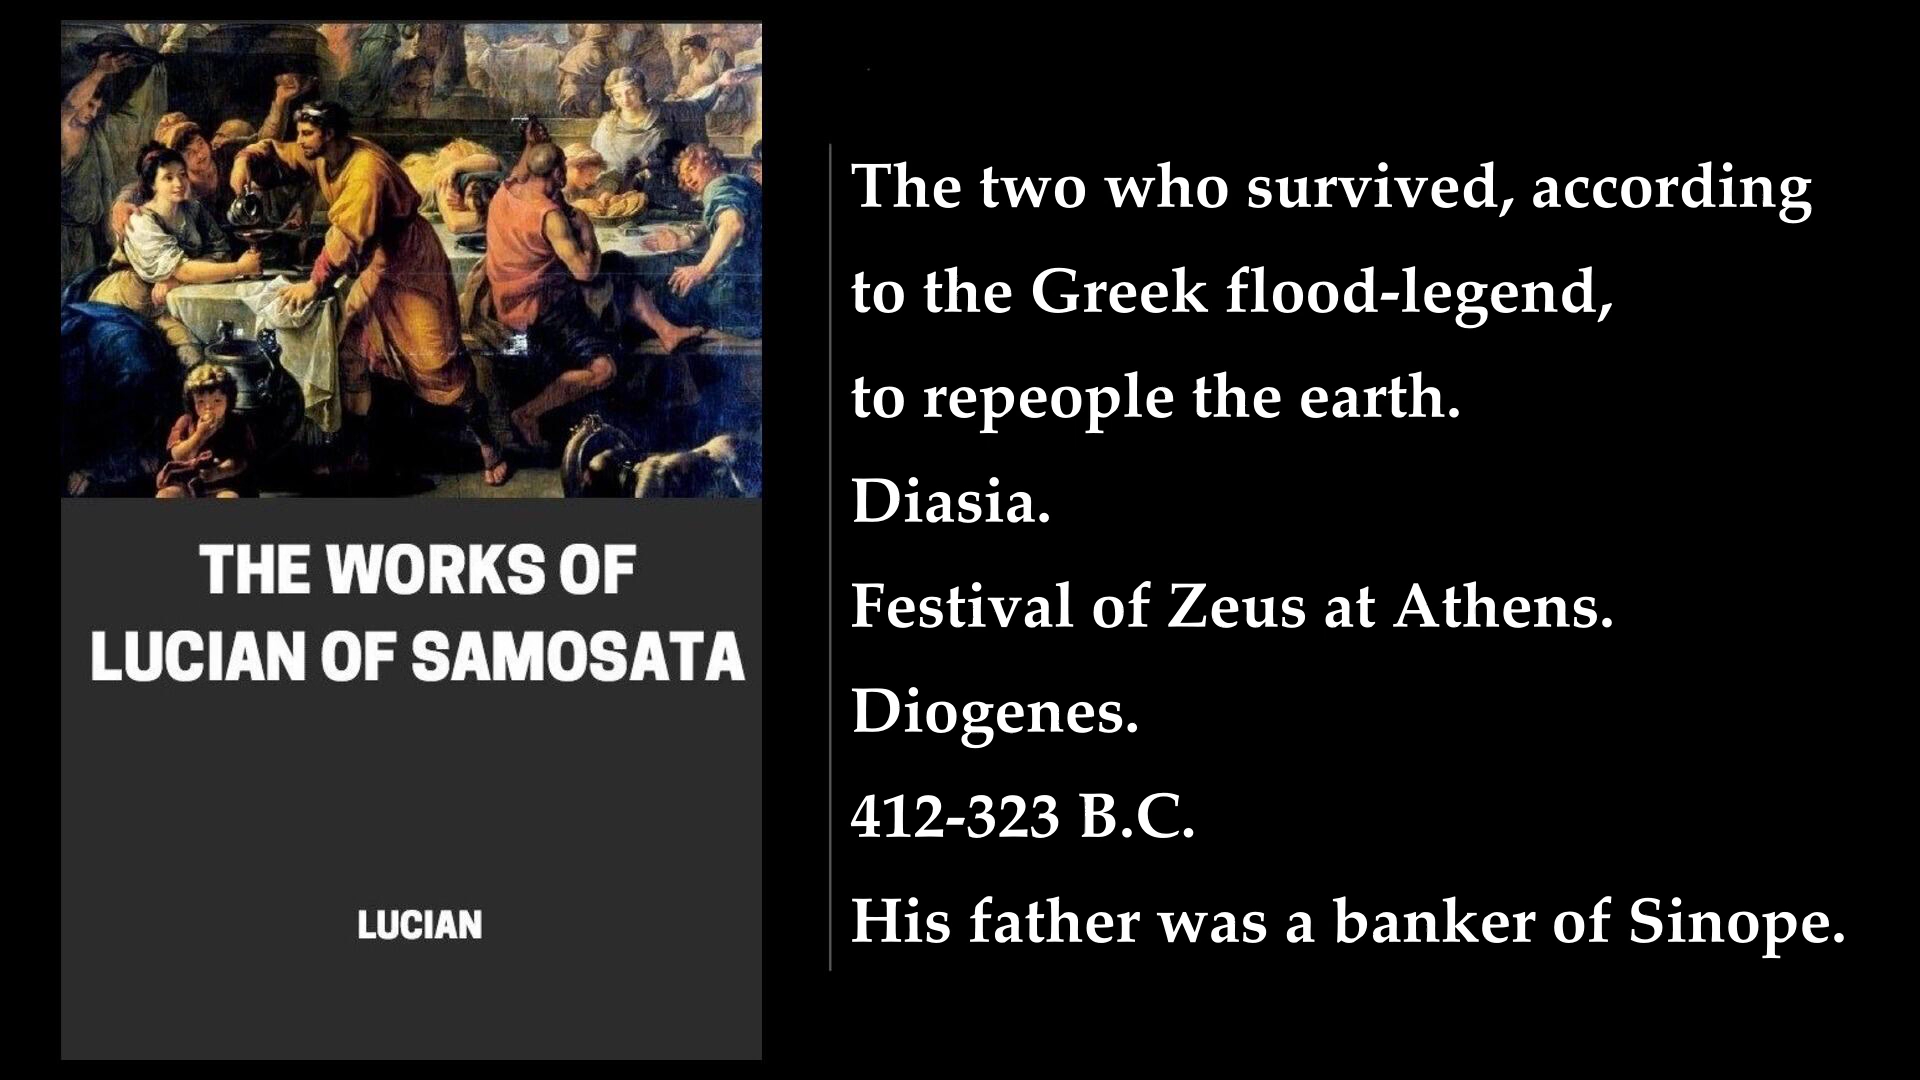 THE WORKS OF
LUCIAN OF SAMOSATA
LUCIAN
The two who survived, according
to the Greek flood-legend,
to repeople the earth.
Diasia.
Festival of Zeus at Athens.
Diogenes.
412-323 B.C.
His father was a banker of Sinope.